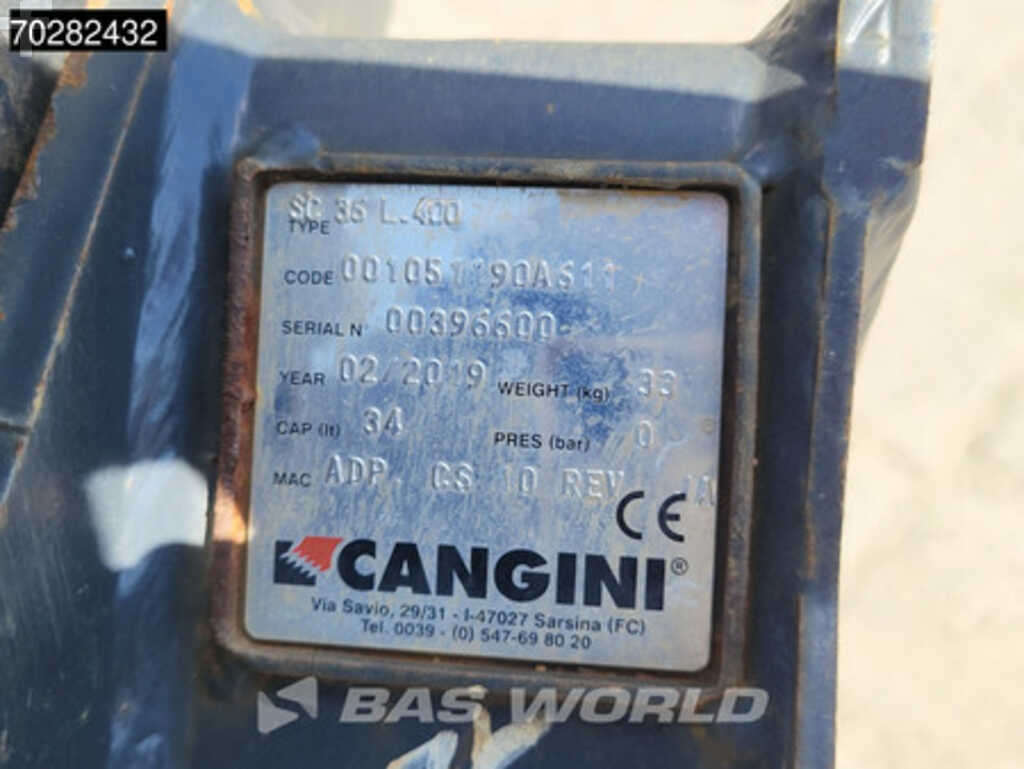 70282432
TYPE SC 36 L.400
CODE 001051190A611
SERIAL N° 00396600
YEAR 02/2019 WEIGHT (kg) 33
CAP (lt) 34 PRES (bar) 0
MAC ADP. CS 10 REV. 1A
CE
CANGINI®
Via Savio, 29/31 - I-47027 Sarsina (FC)
Tel. 0039 - (0) 547-69 80 20
BAS WORLD